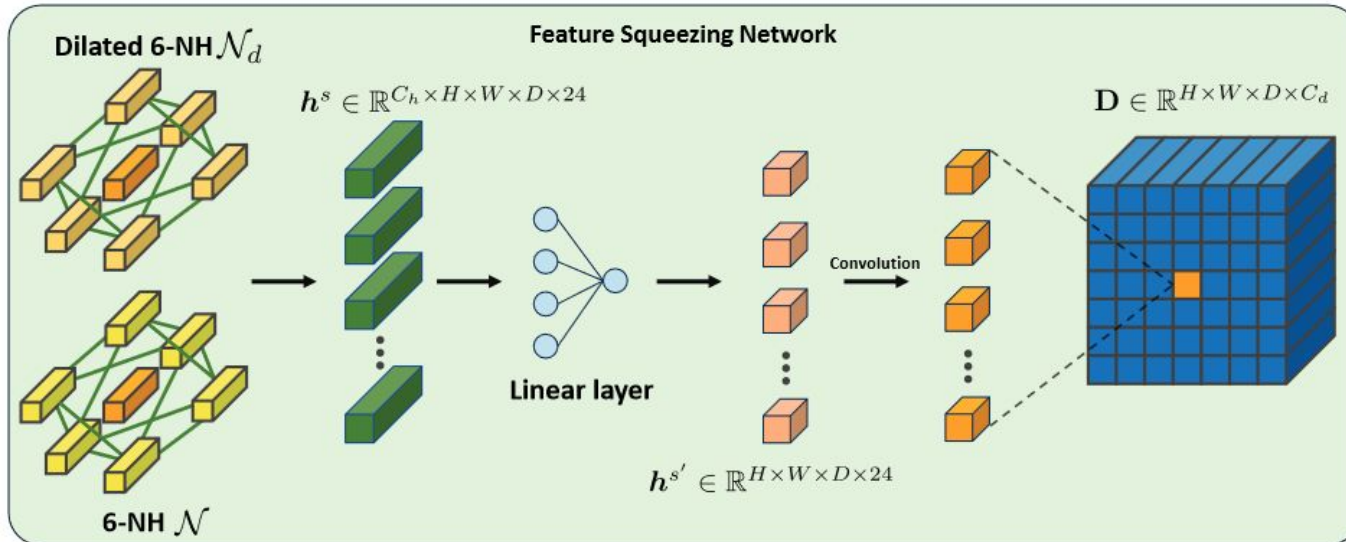 Feature Squeezing Network
Dilated 6-NH 𝒩_d
𝒉^s ∈ ℝ^{C_h×H×W×D×24}
𝐃 ∈ ℝ^{H×W×D×C_d}
Convolution
Linear layer
𝒉^{s′} ∈ ℝ^{H×W×D×24}
6-NH 𝒩